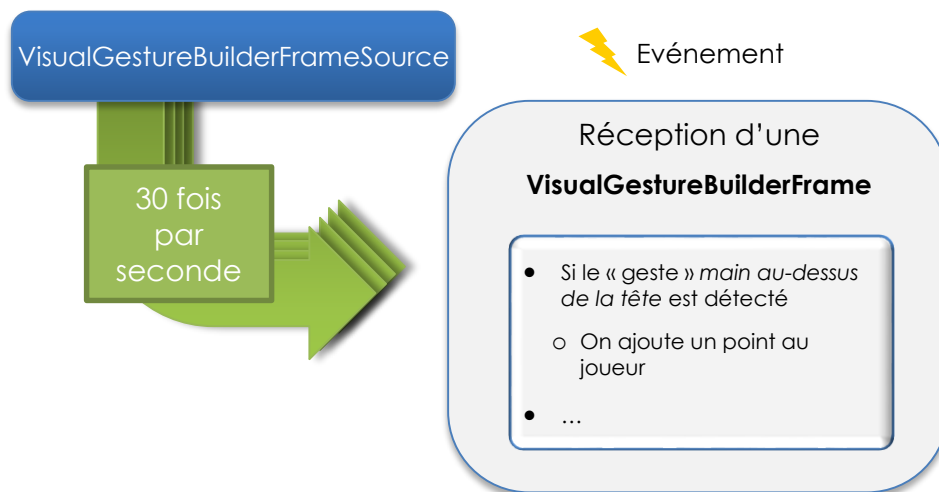 VisualGestureBuilderFrameSource
Evénement
30 fois
par
seconde
Réception d’une
VisualGestureBuilderFrame
● Si le « geste » main au-dessus
de la tête est détecté
o On ajoute un point au
joueur
● …